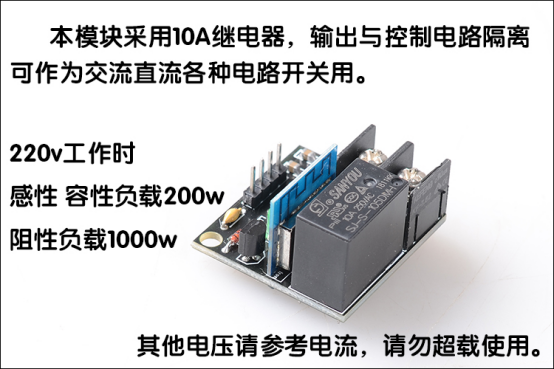 本模块采用10A继电器，输出与控制电路隔离
可作为交流直流各种电路开关用。
220v工作时
感性 容性负载200w
阻性负载1000w
SANYOU
10A 250VAC
SJ-S-105DM
其他电压请参考电流，请勿超载使用。